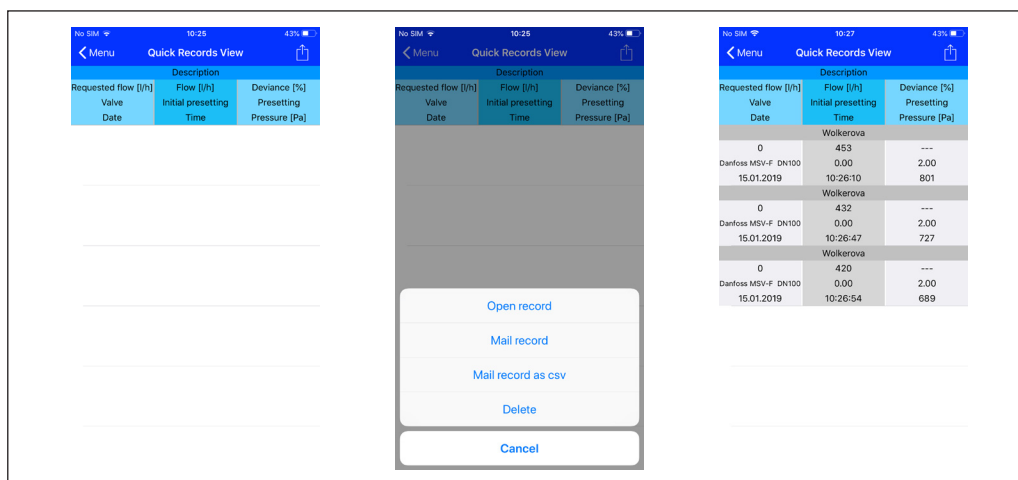 No SIM 10:25 43%
Menu Quick Records View
Description
Requested flow [l/h] Flow [l/h] Deviance [%]
Valve Initial presetting Presetting
Date Time Pressure [Pa]
No SIM 10:25 43%
Menu Quick Records View
Description
Requested flow [l/h] Flow [l/h] Deviance [%]
Valve Initial presetting Presetting
Date Time Pressure [Pa]
Open record
Mail record
Mail record as csv
Delete
Cancel
No SIM 10:27 43%
Menu Quick Records View
Description
Requested flow [l/h] Flow [l/h] Deviance [%]
Valve Initial presetting Presetting
Date Time Pressure [Pa]
Wolkerova
0 453 ---
Danfoss MSV-F DN100 0.00 2.00
15.01.2019 10:26:10 801
Wolkerova
0 432 ---
Danfoss MSV-F DN100 0.00 2.00
15.01.2019 10:26:47 727
Wolkerova
0 420 ---
Danfoss MSV-F DN100 0.00 2.00
15.01.2019 10:26:54 689